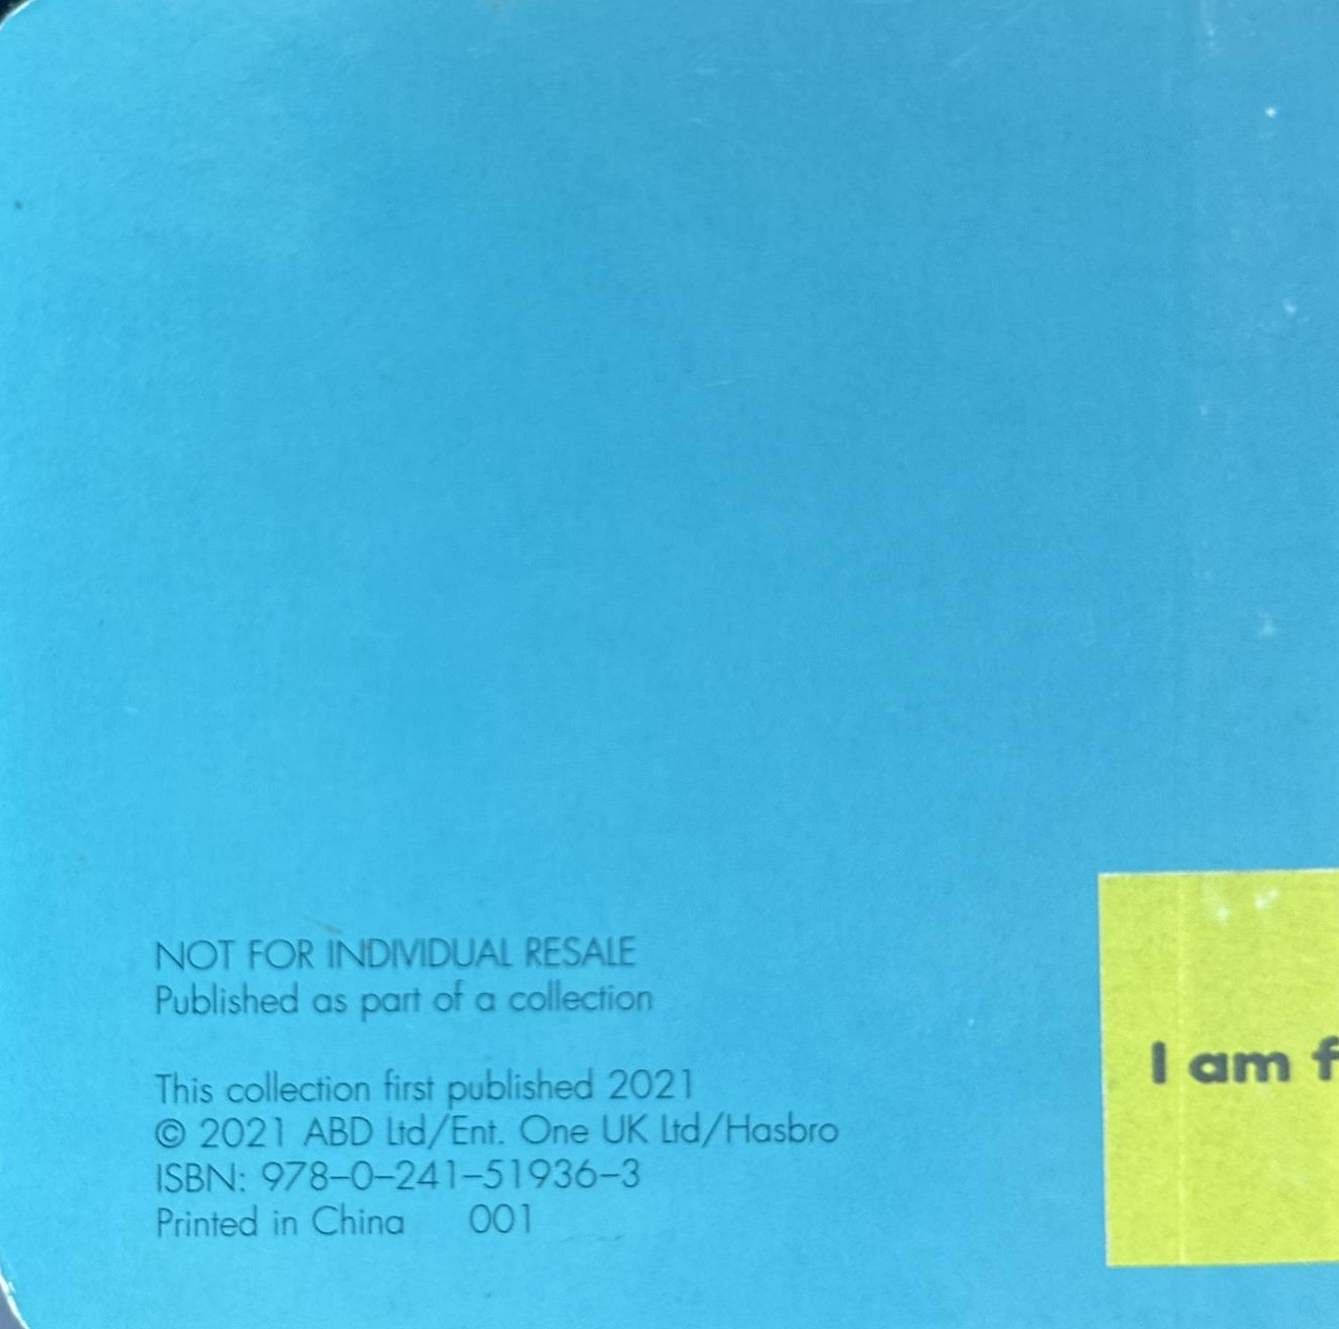 NOT FOR INDIVIDUAL RESALE
Published as part of a collection
This collection first published 2021
© 2021 ABD Ltd/Ent. One UK Ltd/Hasbro
ISBN: 978–0–241–51936–3
Printed in China 001
I am f